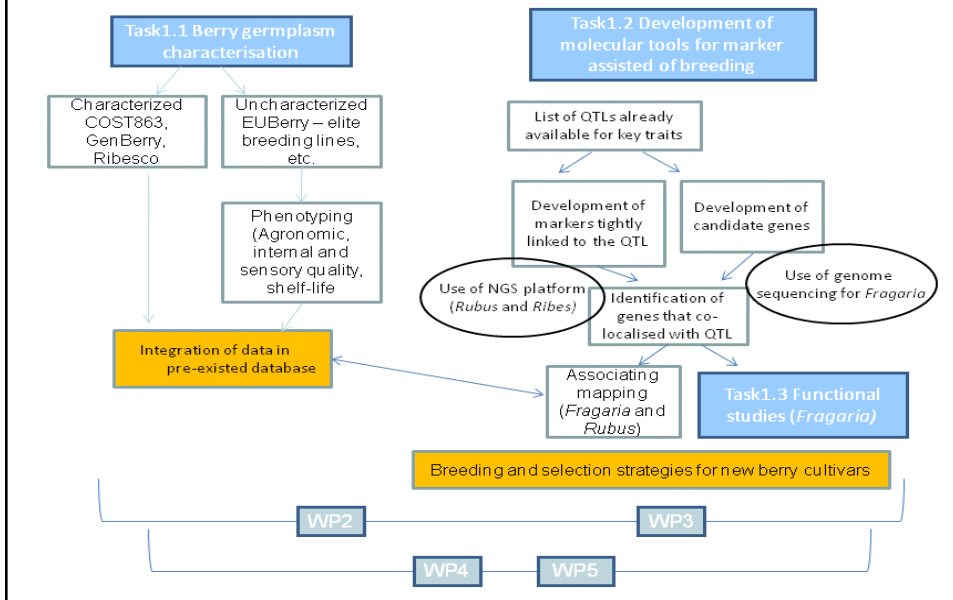 Task1.1 Berry germplasm
characterisation
Task1.2 Development of
molecular tools for marker
assisted of breeding
Characterized
COST863,
GenBerry,
Ribesco
Uncharacterized
EUBerry – elite
breeding lines,
etc.
List of QTLs already
available for key traits
Phenotyping
(Agronomic,
internal and
sensory quality,
shelf-life
Development of
markers tightly
linked to the QTL
Development of
candidate genes
Use of NGS platform
(Rubus and Ribes)
Use of genome
sequencing for Fragaria
Identification of
genes that co-
localised with QTL
Integration of data in
pre-existed database
Associating
mapping
(Fragaria and
Rubus)
Task1.3 Functional
studies (Fragaria)
Breeding and selection strategies for new berry cultivars
WP2
WP3
WP4
WP5